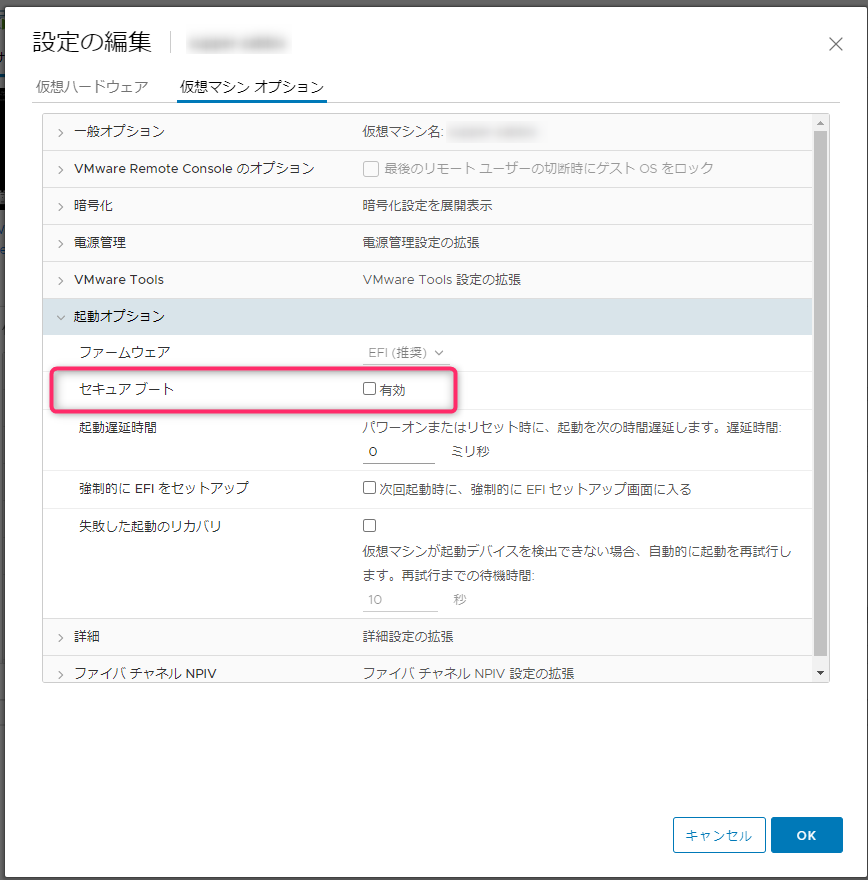 設定の編集
仮想ハードウェア 仮想マシン オプション
一般オプション 仮想マシン名:
VMware Remote Console のオプション 最後のリモート ユーザーの切断時にゲスト OS をロック
暗号化 暗号化設定を展開表示
電源管理 電源管理設定の拡張
VMware Tools VMware Tools 設定の拡張
起動オプション
ファームウェア EFI (推奨)
セキュア ブート 有効
起動遅延時間 パワーオンまたはリセット時に、起動を次の時間遅延します。遅延時間:
0 ミリ秒
強制的に EFI をセットアップ 次回起動時に、強制的に EFI セットアップ画面に入る
失敗した起動のリカバリ
仮想マシンが起動デバイスを検出できない場合、自動的に起動を再試行し
ます。再試行までの待機時間:
10 秒
詳細 詳細設定の拡張
ファイバ チャネル NPIV ファイバ チャネル NPIV 設定の拡張
キャンセル OK